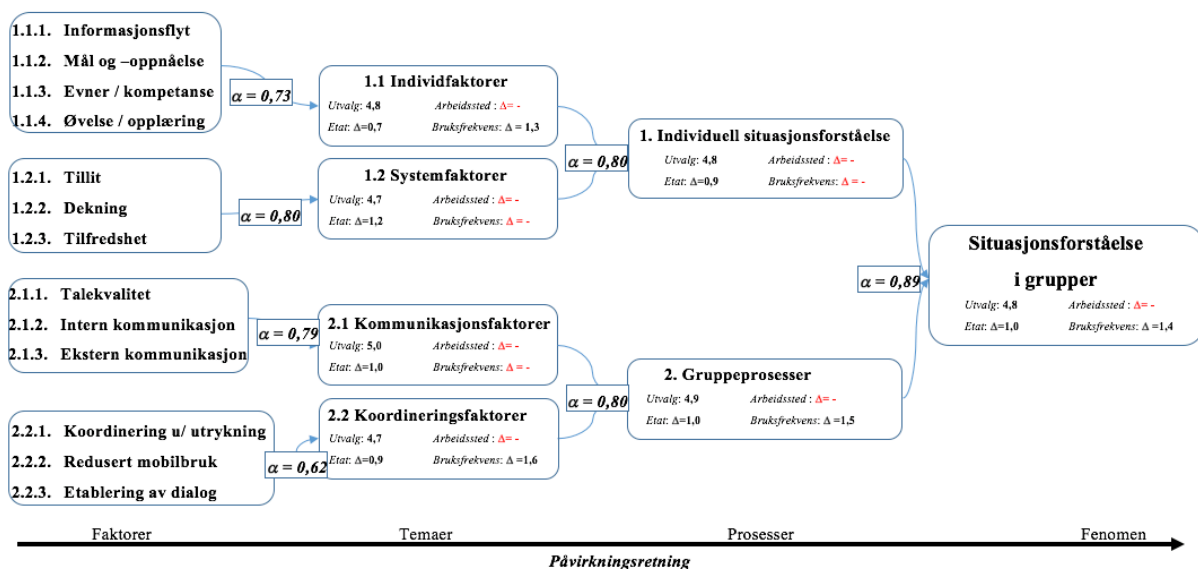 1.1.1. Informasjonsflyt
1.1.2. Mål og –oppnåelse
1.1.3. Evner / kompetanse
1.1.4. Øvelse / opplæring
α = 0,73
1.1 Individfaktorer
Utvalg: 4,8 Arbeidssted : Δ= -
Etat: Δ=0,7 Bruksfrekvens: Δ = 1,3
1.2.1. Tillit
1.2.2. Dekning
1.2.3. Tilfredshet
α = 0,80
1.2 Systemfaktorer
Utvalg: 4,7 Arbeidssted : Δ= -
Etat: Δ=1,2 Bruksfrekvens: Δ = -
α = 0,80
1. Individuell situasjonsforståelse
Utvalg: 4,8 Arbeidssted : Δ= -
Etat: Δ=0,9 Bruksfrekvens: Δ = -
2.1.1. Talekvalitet
2.1.2. Intern kommunikasjon
2.1.3. Ekstern kommunikasjon
α = 0,79
2.1 Kommunikasjonsfaktorer
Utvalg: 5,0 Arbeidssted : Δ= -
Etat: Δ=1,0 Bruksfrekvens: Δ = -
2.2.1. Koordinering u/ utrykning
2.2.2. Redusert mobilbruk
2.2.3. Etablering av dialog
α = 0,62
2.2 Koordineringsfaktorer
Utvalg: 4,7 Arbeidssted : Δ= -
Etat: Δ=0,9 Bruksfrekvens: Δ =1,6
α = 0,80
2. Gruppeprosesser
Utvalg: 4,9 Arbeidssted : Δ= -
Etat: Δ=1,0 Bruksfrekvens: Δ =1,5
α = 0,89
Situasjonsforståelse
i grupper
Utvalg: 4,8 Arbeidssted : Δ= -
Etat: Δ=1,0 Bruksfrekvens: Δ =1,4
Faktorer Temaer Prosesser Fenomen
Påvirkningsretning